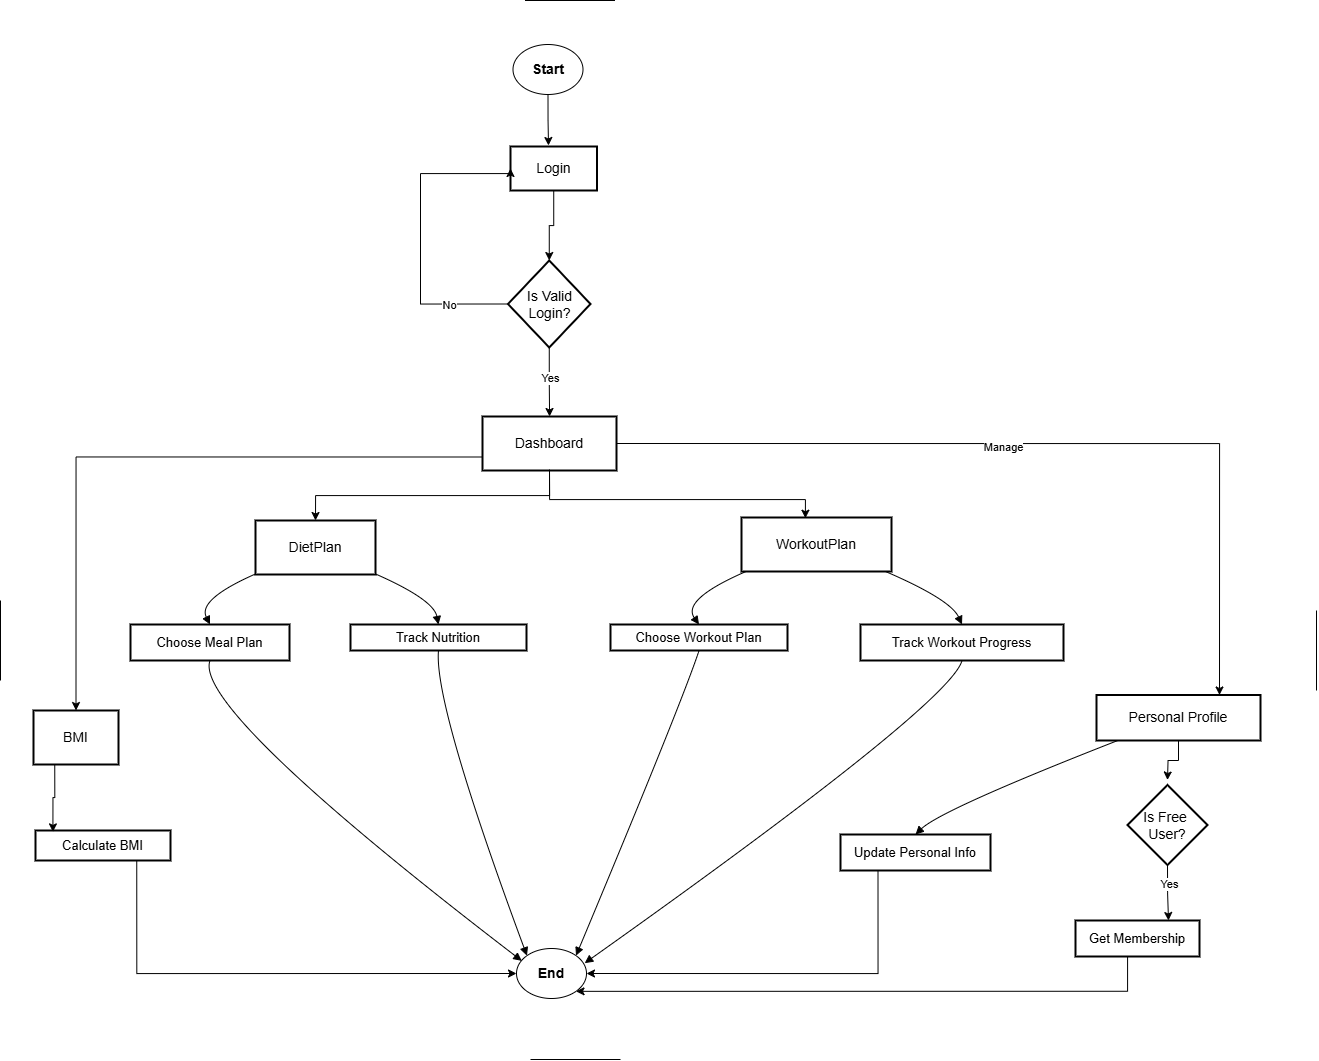 Start
Login
Is Valid
Login?
No
Yes
Dashboard
Manage
DietPlan
WorkoutPlan
Choose Meal Plan
Track Nutrition
Choose Workout Plan
Track Workout Progress
BMI
Personal Profile
Is Free
User?
Calculate BMI
Update Personal Info
Yes
Get Membership
End